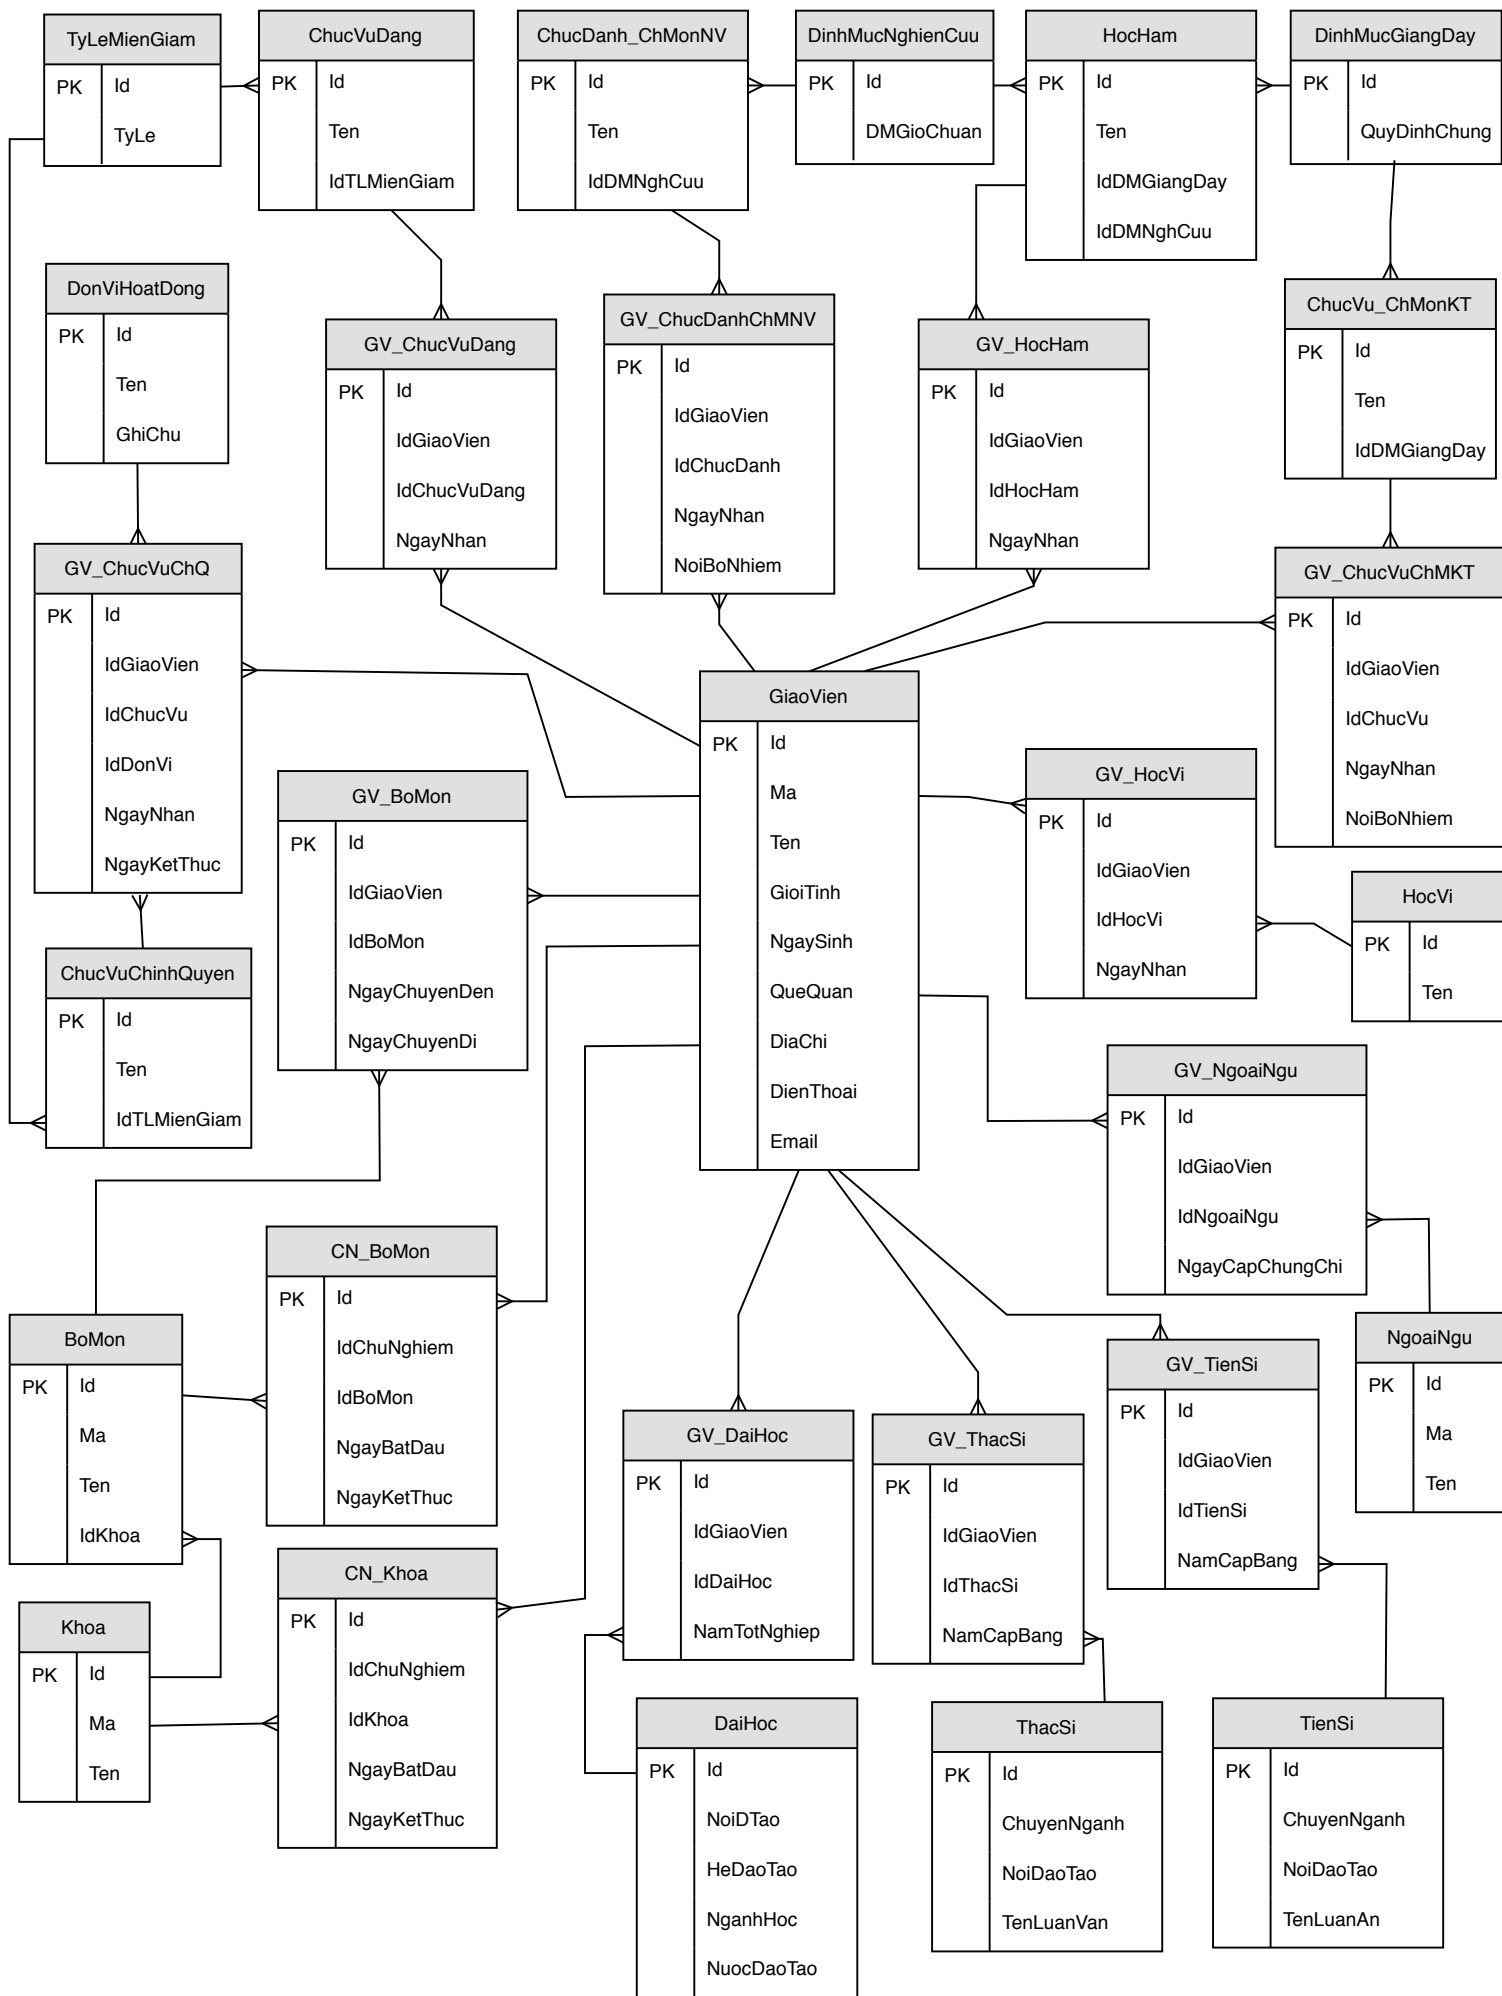 TyLeMienGiam
PK Id
TyLe
ChucVuDang
PK Id
Ten
IdTLMienGiam
ChucDanh_ChMonNV
PK Id
Ten
IdDMNghCuu
DinhMucNghienCuu
PK Id
DMGioChuan
HocHam
PK Id
Ten
IdDMGiangDay
IdDMNghCuu
DinhMucGiangDay
PK Id
QuyDinhChung
DonViHoatDong
PK Id
Ten
GhiChu
GV_ChucVuDang
PK Id
IdGiaoVien
IdChucVuDang
NgayNhan
GV_ChucDanhChMNV
PK Id
IdGiaoVien
IdChucDanh
NgayNhan
NoiBoNhiem
GV_HocHam
PK Id
IdGiaoVien
IdHocHam
NgayNhan
ChucVu_ChMonKT
PK Id
Ten
IdDMGiangDay
GV_ChucVuChQ
PK Id
IdGiaoVien
IdChucVu
IdDonVi
NgayNhan
NgayKetThuc
GV_ChucVuChMKT
PK Id
IdGiaoVien
IdChucVu
NgayNhan
NoiBoNhiem
GiaoVien
PK Id
Ma
Ten
GioiTinh
NgaySinh
QueQuan
DiaChi
DienThoai
Email
GV_BoMon
PK Id
IdGiaoVien
IdBoMon
NgayChuyenDen
NgayChuyenDi
GV_HocVi
PK Id
IdGiaoVien
IdHocVi
NgayNhan
HocVi
PK Id
Ten
ChucVuChinhQuyen
PK Id
Ten
IdTLMienGiam
GV_NgoaiNgu
PK Id
IdGiaoVien
IdNgoaiNgu
NgayCapChungChi
CN_BoMon
PK Id
IdChuNghiem
IdBoMon
NgayBatDau
NgayKetThuc
BoMon
PK Id
Ma
Ten
IdKhoa
NgoaiNgu
PK Id
Ma
Ten
GV_TienSi
PK Id
IdGiaoVien
IdTienSi
NamCapBang
GV_DaiHoc
PK Id
IdGiaoVien
IdDaiHoc
NamTotNghiep
GV_ThacSi
PK Id
IdGiaoVien
IdThacSi
NamCapBang
CN_Khoa
PK Id
IdChuNghiem
IdKhoa
NgayBatDau
NgayKetThuc
Khoa
PK Id
Ma
Ten
DaiHoc
PK Id
NoiDTao
HeDaoTao
NganhHoc
NuocDaoTao
ThacSi
PK Id
ChuyenNganh
NoiDaoTao
TenLuanVan
TienSi
PK Id
ChuyenNganh
NoiDaoTao
TenLuanAn